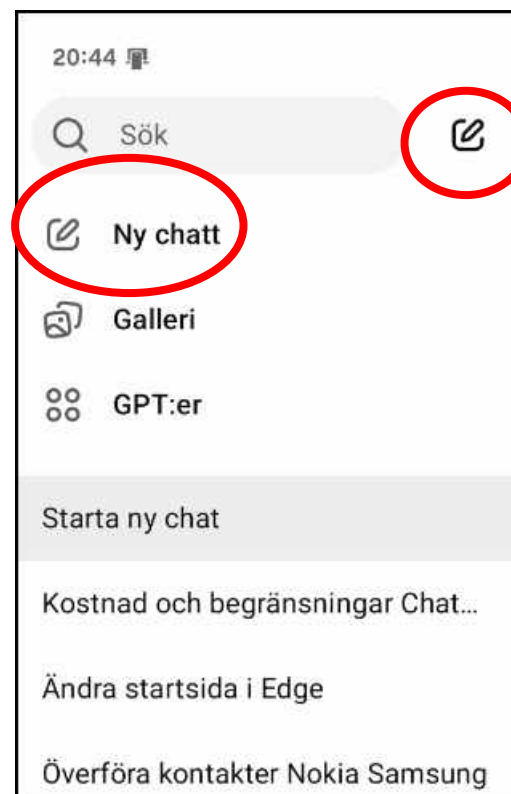 20:44
Sök
Ny chatt
Galleri
GPT:er
Starta ny chat
Kostnad och begränsningar Chat...
Ändra startsida i Edge
Överföra kontakter Nokia Samsung